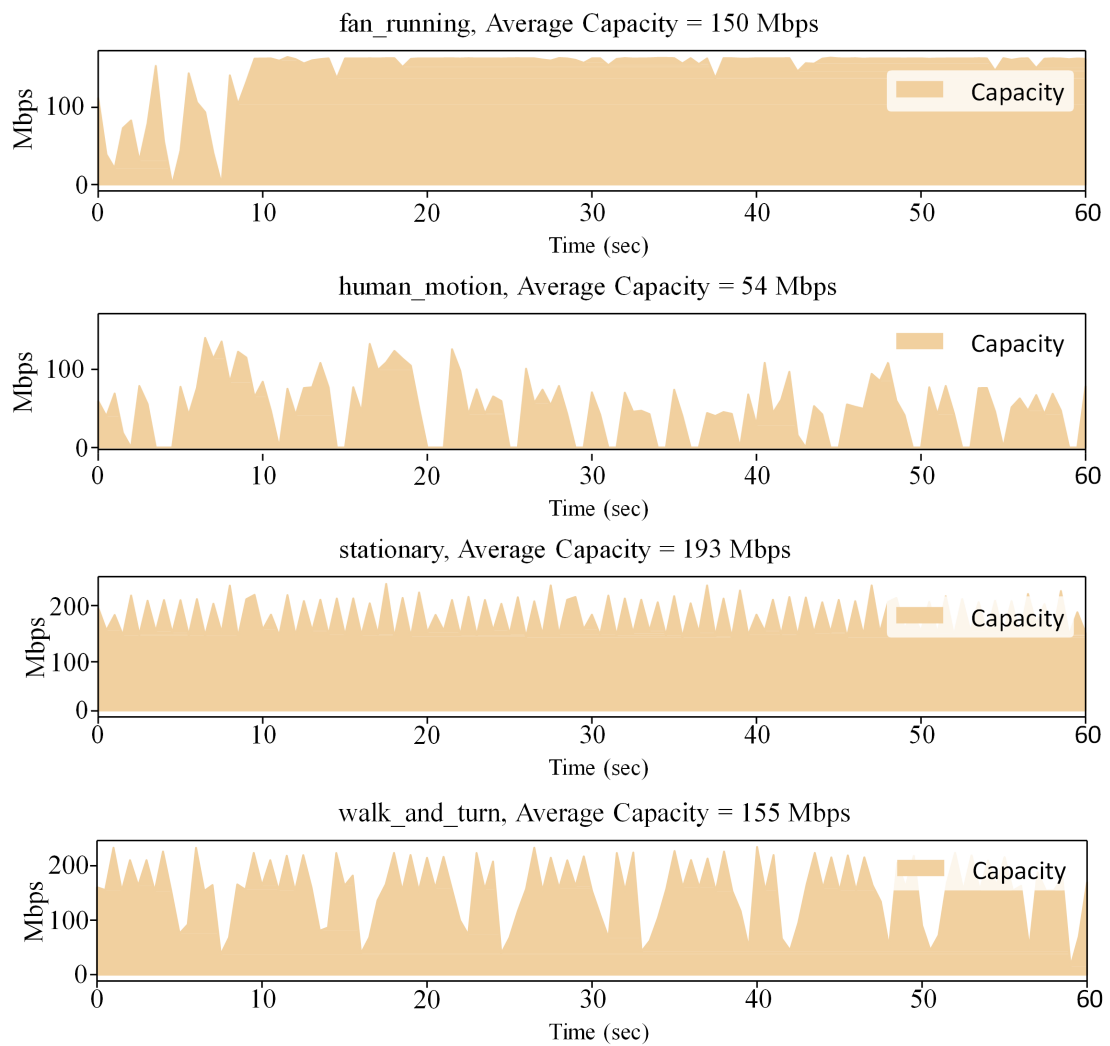 fan_running, Average Capacity = 150 Mbps
Mbps
100
0
Capacity
0 10 20 30 40 50 60
Time (sec)
human_motion, Average Capacity = 54 Mbps
Mbps
100
0
Capacity
0 10 20 30 40 50 60
Time (sec)
stationary, Average Capacity = 193 Mbps
Mbps
200
100
0
Capacity
0 10 20 30 40 50 60
Time (sec)
walk_and_turn, Average Capacity = 155 Mbps
Mbps
200
100
0
Capacity
0 10 20 30 40 50 60
Time (sec)